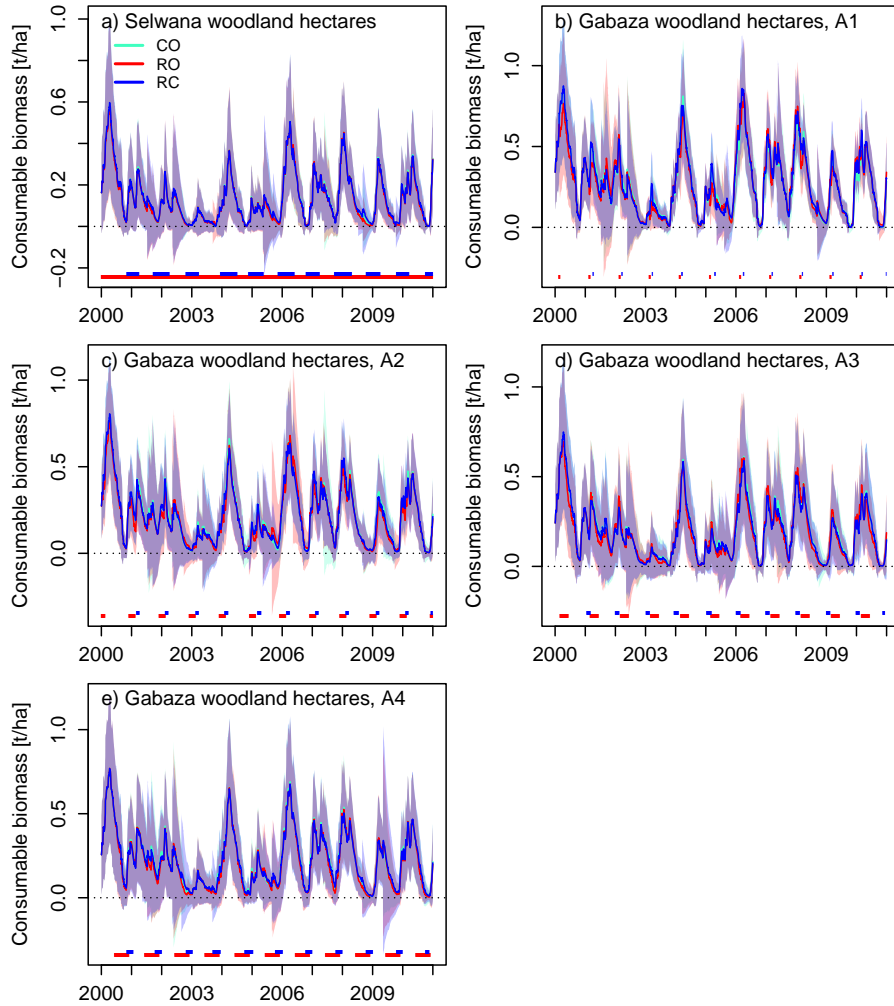 a) Selwana woodland hectares
CO
RO
RC
Consumable biomass [t/ha]
1.0
0.6
0.2
−0.2
2000 2003 2006 2009
b) Gabaza woodland hectares, A1
Consumable biomass [t/ha]
1.0
0.5
0.0
2000 2003 2006 2009
c) Gabaza woodland hectares, A2
Consumable biomass [t/ha]
1.0
0.5
0.0
2000 2003 2006 2009
d) Gabaza woodland hectares, A3
Consumable biomass [t/ha]
1.0
0.5
0.0
2000 2003 2006 2009
e) Gabaza woodland hectares, A4
Consumable biomass [t/ha]
1.0
0.5
0.0
2000 2003 2006 2009